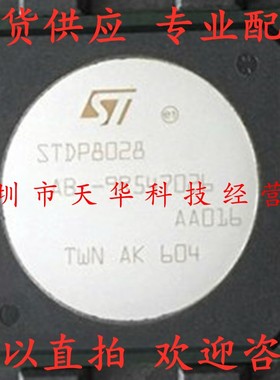 货供应 专业配
ST
e1
STDP8028
圳市天华科技经营
AA016
TWN AK 604
以直拍 欢迎咨